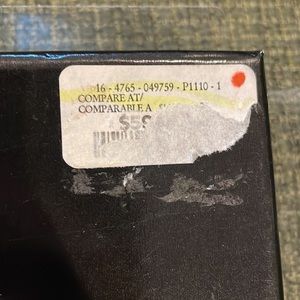 16 - 4765 - 049759 - P1110 - 1
COMPARE AT/
COMPARABLE A